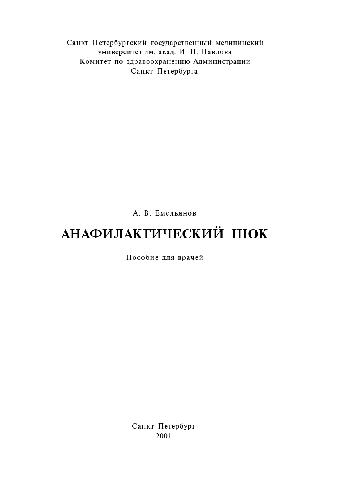 Санкт Петербургский государственный медицинский
университет им. акад. И. П. Павлова
Комитет по здравоохранению Администрации
Санкт Петербурга
А. В. Емельянов
АНАФИЛАКТИЧЕСКИЙ ШОК
Пособие для врачей
Санкт Петербург
2001